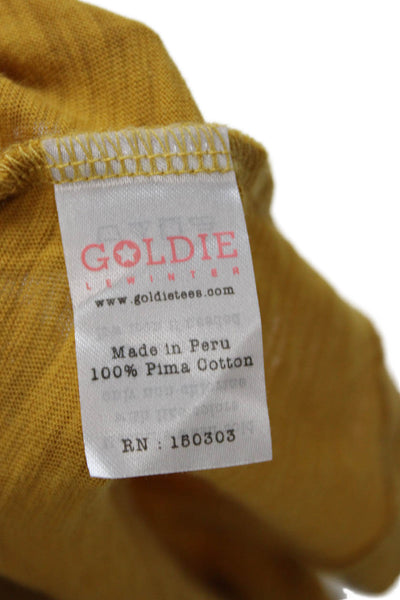 GOLDIE
LEWINTER
www.goldietees.com
Made in Peru
100% Pima Cotton
RN : 150303